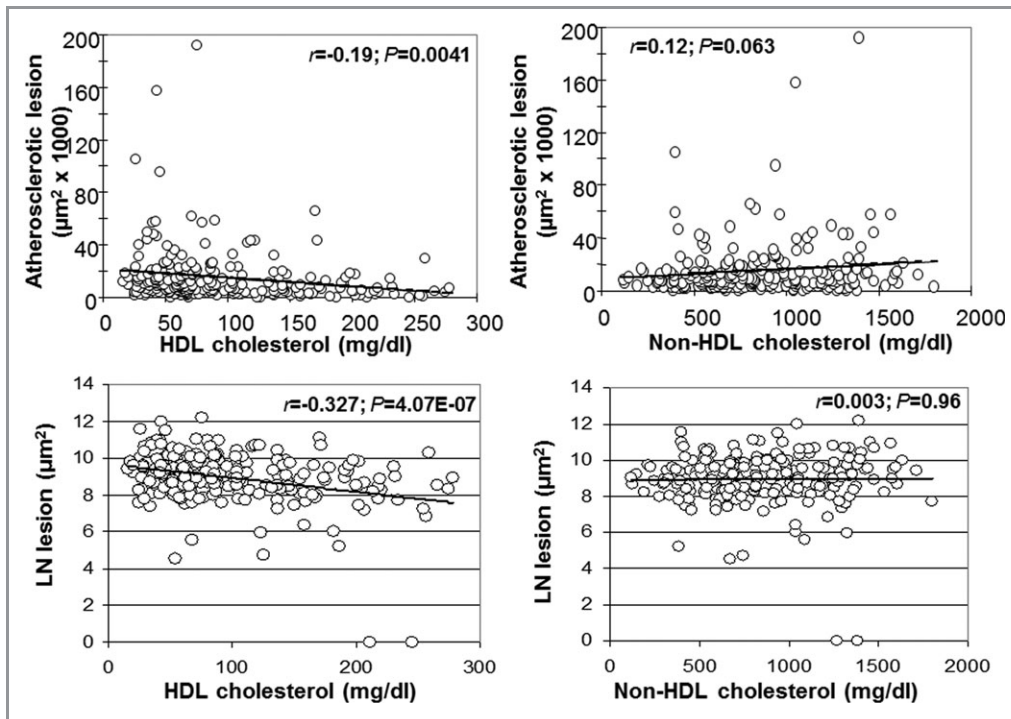 r=-0.19; P=0.0041
Atherosclerotic lesion
(µm² x 1000)
200
160
120
80
40
0
0 50 100 150 200 250 300
HDL cholesterol (mg/dl)
r=0.12; P=0.063
Atherosclerotic lesion
(µm² x 1000)
200
160
120
80
40
0
0 500 1000 1500 2000
Non-HDL cholesterol (mg/dl)
r=-0.327; P=4.07E-07
LN lesion (µm²)
14
12
10
8
6
4
2
0
0 100 200 300
HDL cholesterol (mg/dl)
r=0.003; P=0.96
LN lesion (µm²)
14
12
10
8
6
4
2
0
0 500 1000 1500 2000
Non-HDL cholesterol (mg/dl)